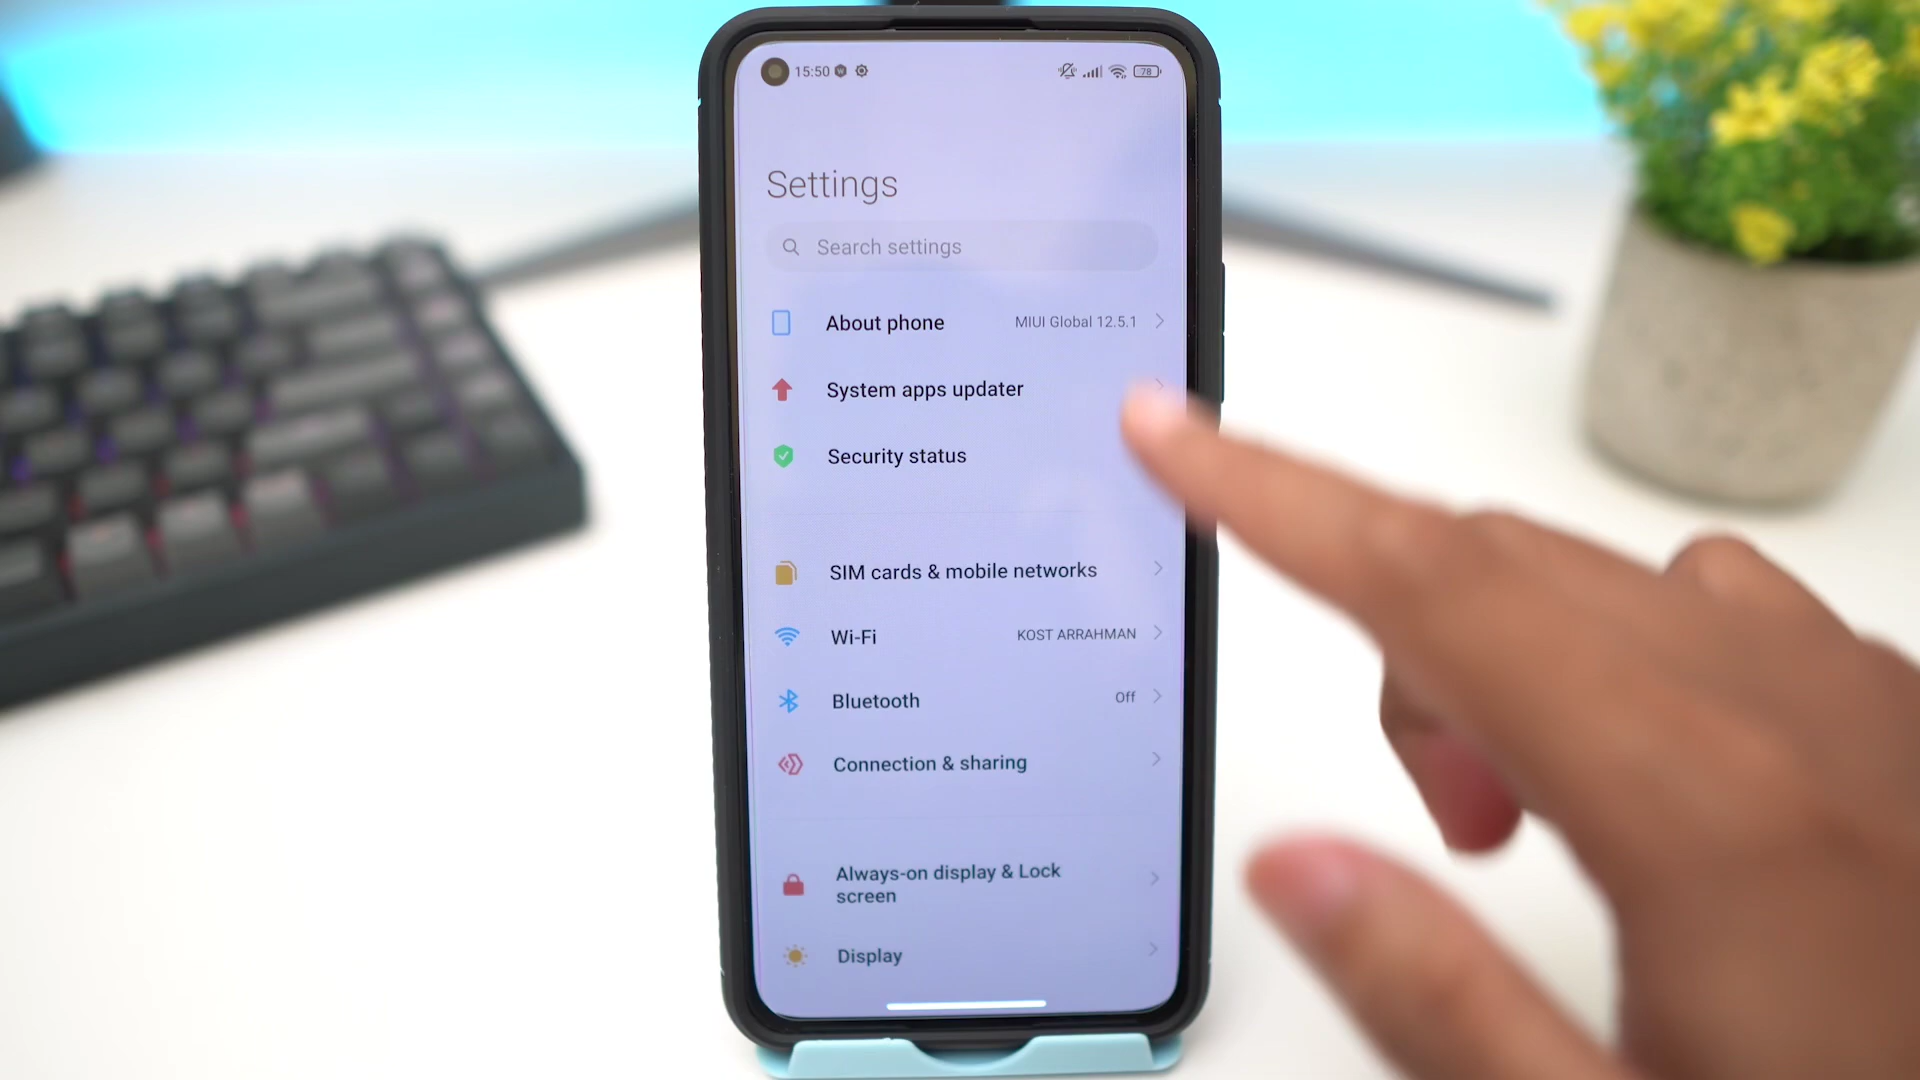 15:50
78
Settings
Search settings
About phone
MIUI Global 12.5.1
System apps updater
Security status
SIM cards & mobile networks
Wi-Fi
KOST ARRAHMAN
Bluetooth
Off
Connection & sharing
Always-on display & Lock
screen
Display